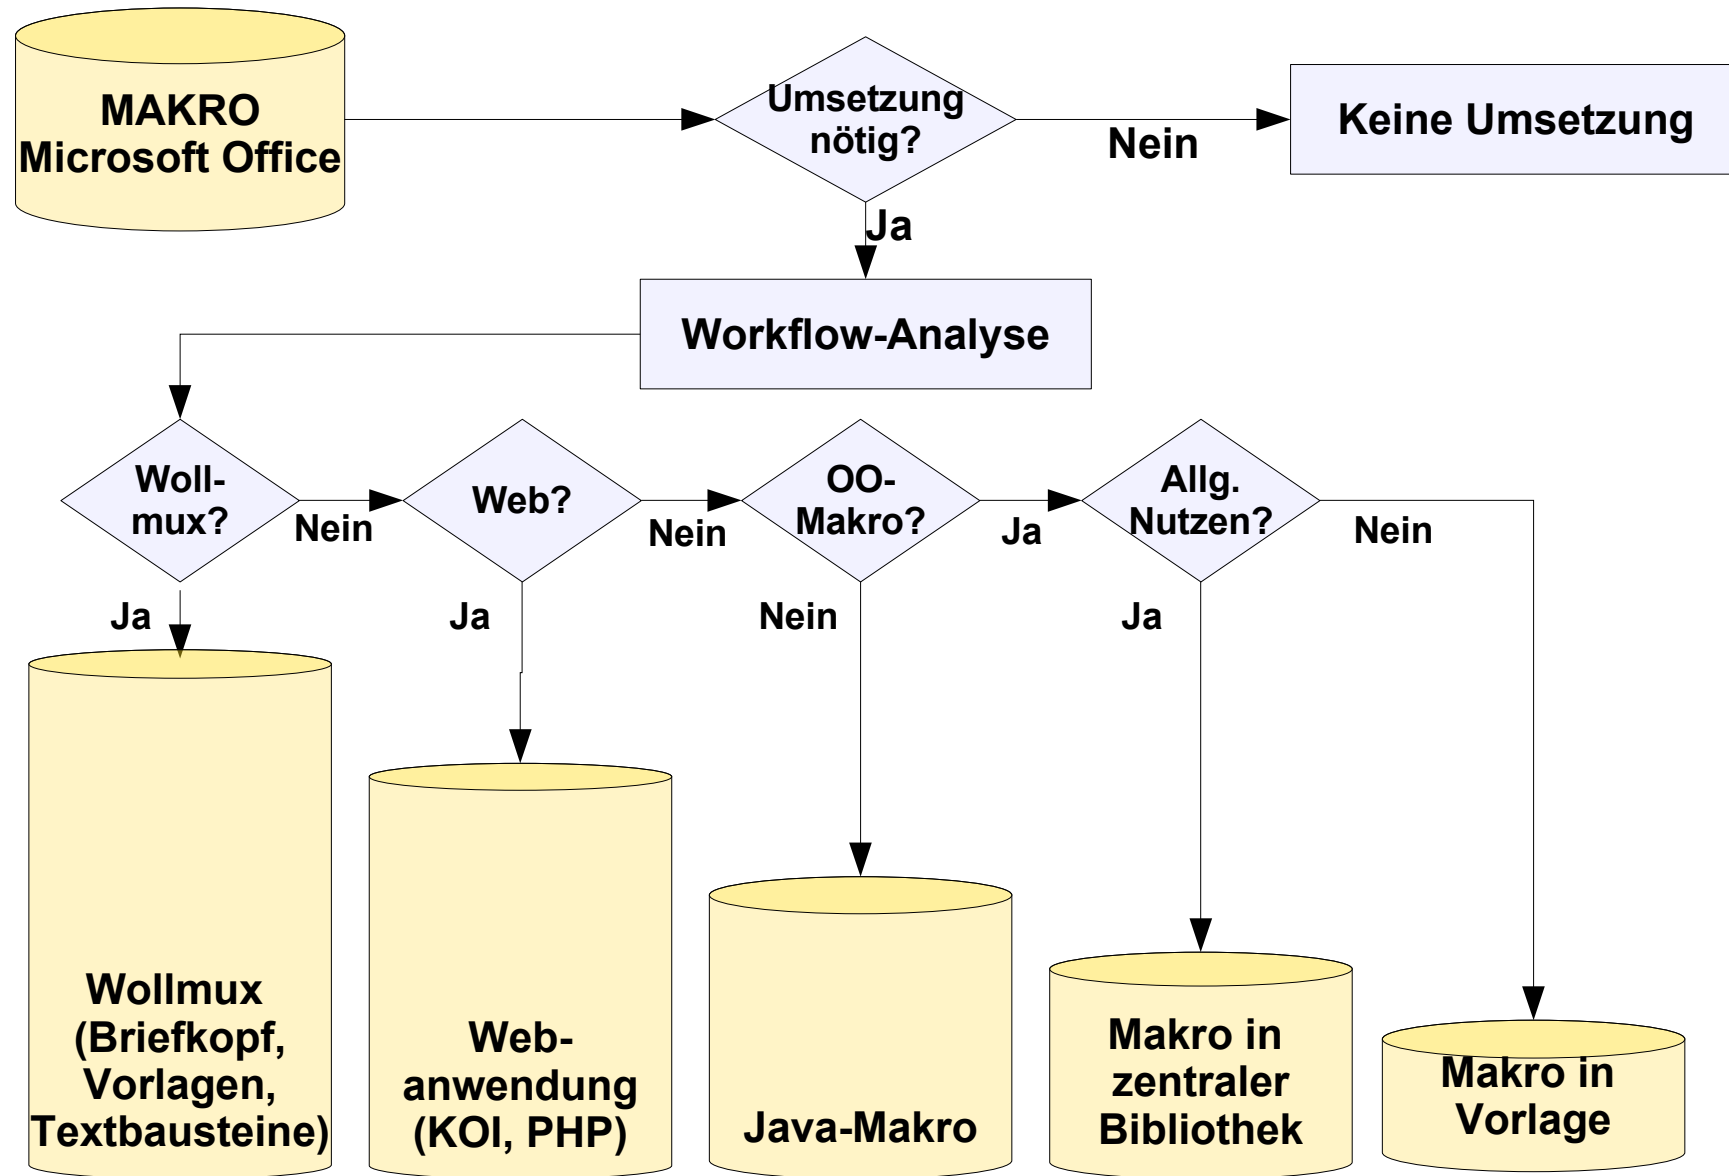 MAKRO
Microsoft Office
Umsetzung
nötig?
Nein
Keine Umsetzung
Ja
Workflow-Analyse
Woll-
mux?
Nein
Web?
Nein
OO-
Makro?
Ja
Allg.
Nutzen?
Nein
Ja
Ja
Nein
Ja
Wollmux
(Briefkopf,
Vorlagen,
Textbausteine)
Web-
anwendung
(KOI, PHP)
Java-Makro
Makro in
zentraler
Bibliothek
Makro in
Vorlage